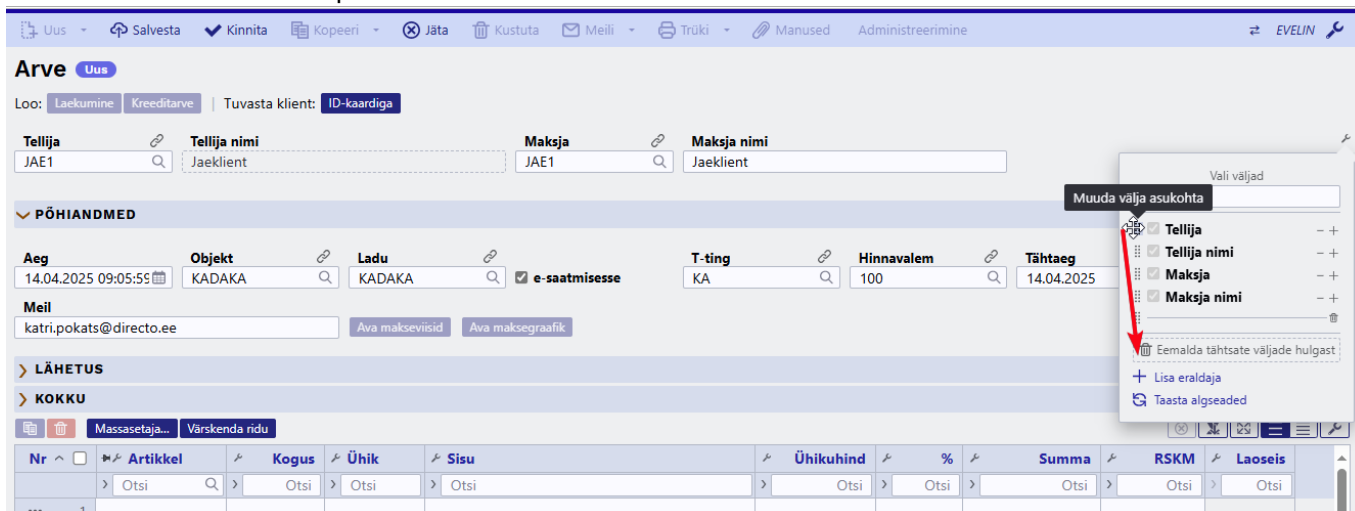 Uus Salvesta Kinnita Kopeeri Jäta Kustuta Meili Trüki Manused Administreerimine EVELIN
Arve Uus
Loo: Laekumine Kreeditarve | Tuvasta klient: ID-kaardiga
Tellija Tellija nimi Maksja Maksja nimi
JAE1 Jaeklient JAE1 Jaeklient
Vali väljad
Muuda välja asukohta
PÕHIANDMED
Tellija
Tellija nimi
Maksja
Maksja nimi
Eemalda tähtsate väljade hulgast
Lisa eraldaja
Taasta algseaded
Aeg Objekt Ladu T-ting Hinnavalem Tähtaeg
14.04.2025 09:05:59 KADAKA KADAKA e-saatmisesse KA 100 14.04.2025
Meil
katri.pokats@directo.ee Ava makseviisid Ava maksegraafik
LÄHETUS
KOKKU
Massasetaja... Värskenda ridu
Nr Artikkel Kogus Ühik Sisu Ühikuhind % Summa RSKM Laoseis
Otsi Otsi Otsi Otsi Otsi Otsi Otsi Otsi Otsi